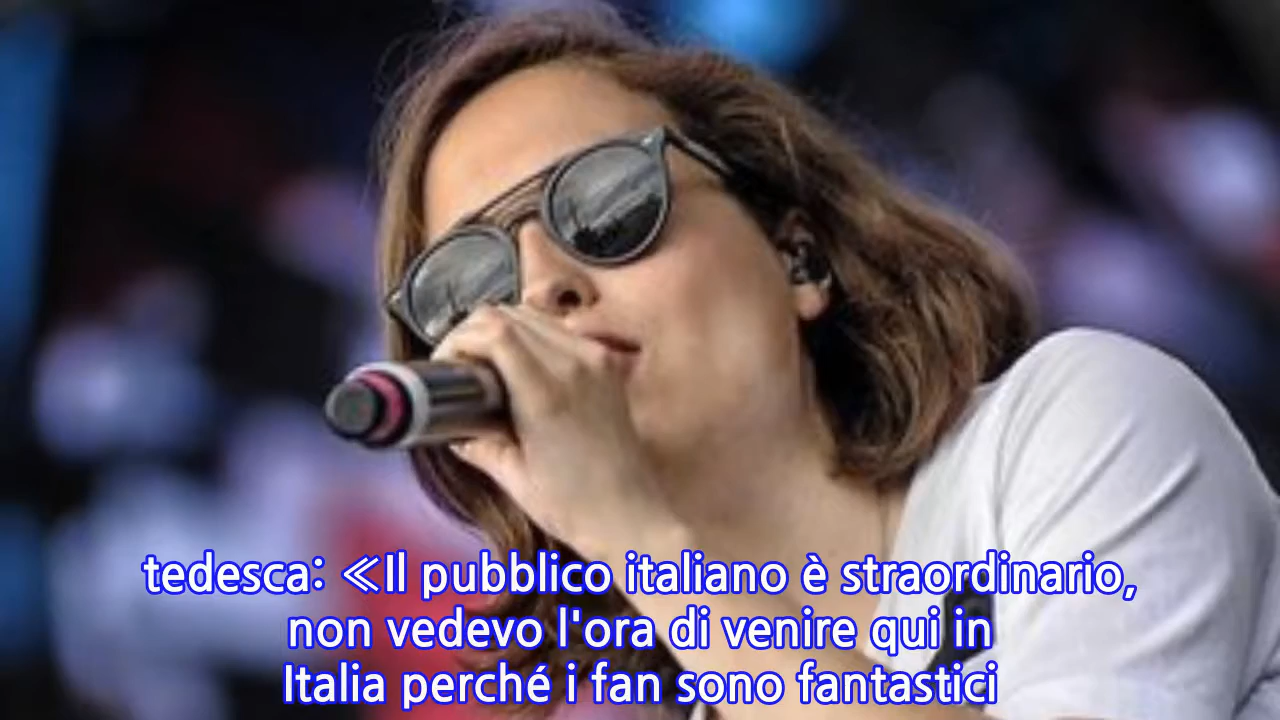 tedesca: ≪Il pubblico italiano è straordinario,
non vedevo l'ora di venire qui in
Italia perché i fan sono fantastici